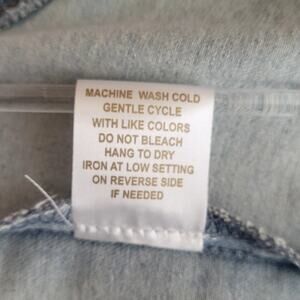 MACHINE WASH COLD
GENTLE CYCLE
WITH LIKE COLORS
DO NOT BLEACH
HANG TO DRY
IRON AT LOW SETTING
ON REVERSE SIDE
IF NEEDED